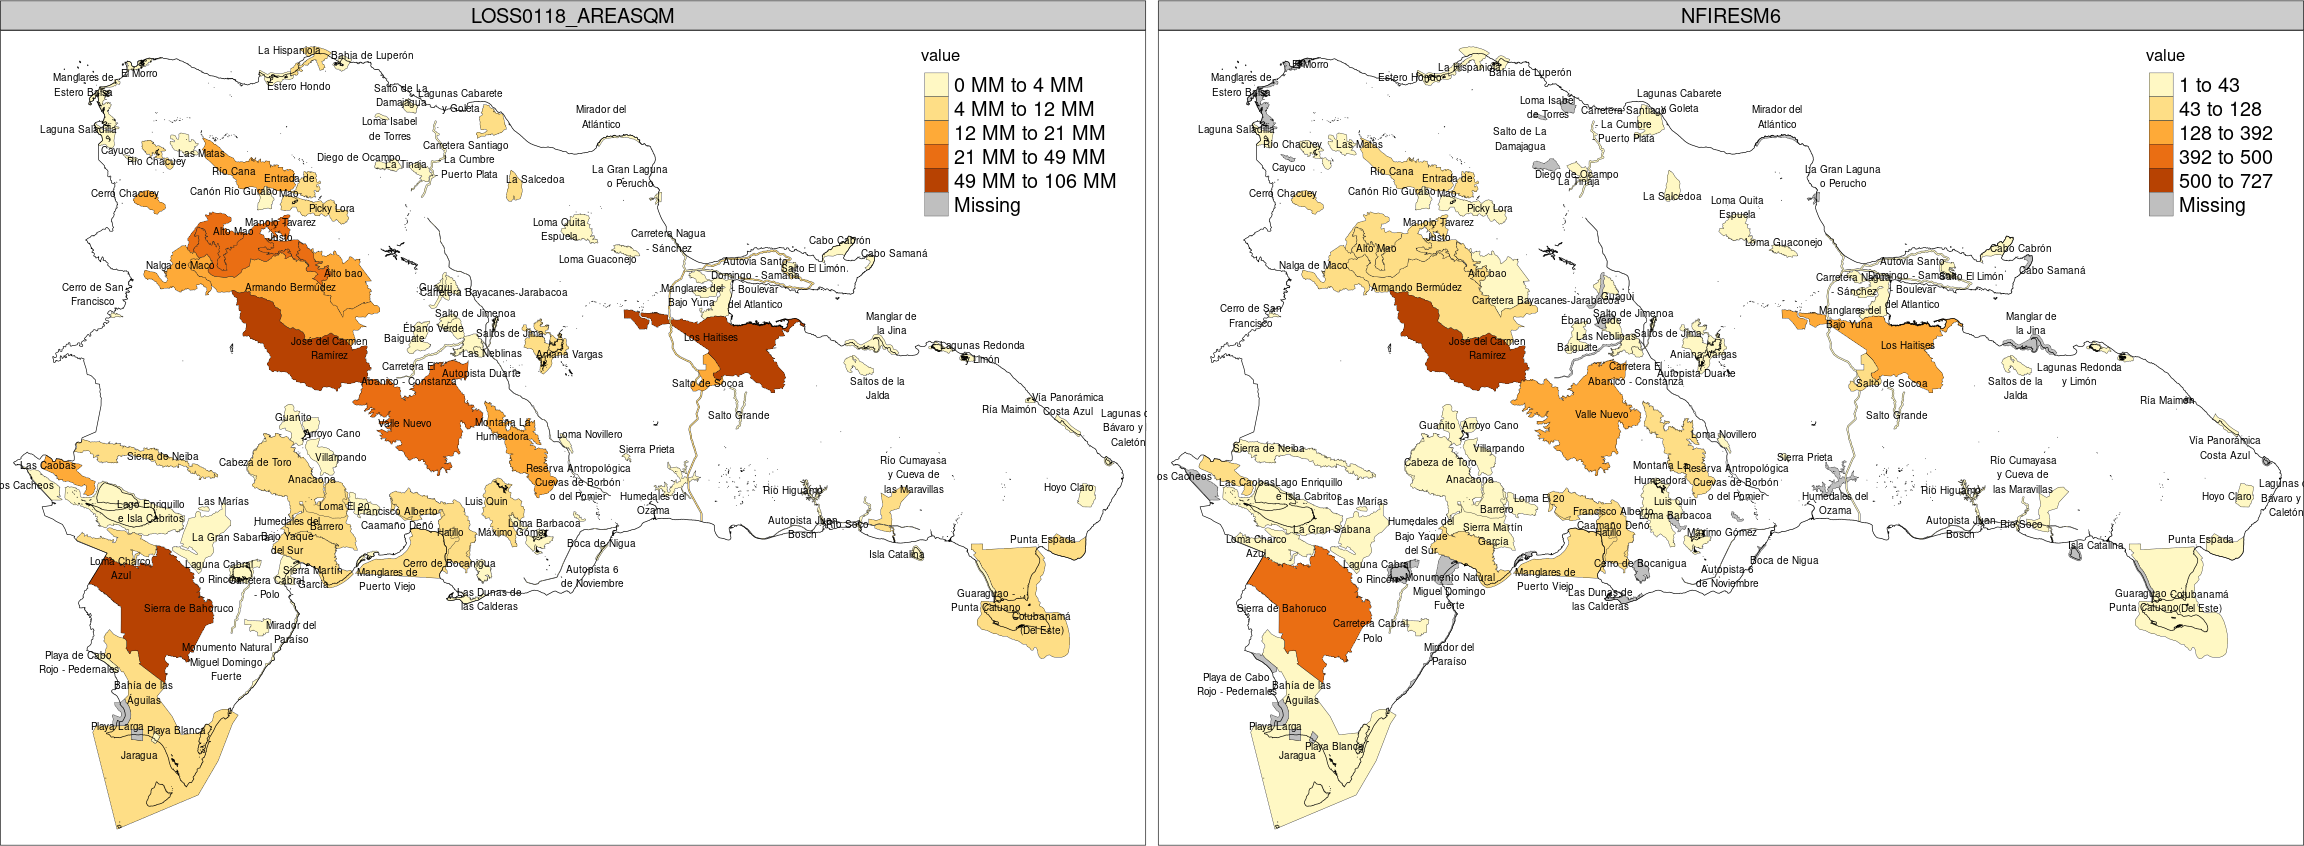 LOSS0118_AREASQM
value
0 MM to 4 MM
4 MM to 12 MM
12 MM to 21 MM
21 MM to 49 MM
49 MM to 106 MM
Missing
La Hispaniola
Bahia de Luperón
El Morro
Manglares de
Estero Balsa
Estero Hondo
Salto de La
Damajagua
Lagunas Cabarete
y Goleta
Mirador del
Atlántico
Laguna Saladilla
Loma Isabel
de Torres
Carretera Santiago
- La Cumbre
Puerto Plata
Cayuco
Río Chacuey
Las Matas
Diego de Ocampo
La Tinaja
Río Cana
Entrada de
Mao
La Salcedoa
La Gran Laguna
o Perucho
Cerro Chacuey
Cañón Río Gurabo
Picky Lora
Manolo Tavarez
Justo
Alto Mao
Loma Quita
Espuela
Carretera Nagua
- Sánchez
Cabo Cabrón
Cabo Samaná
Nalga de Maco
Alto bao
Loma Guaconejo
Autovia Santo
Domingo - Samaná
- Boulevar
del Atlantico
Salto El Limón
Cerro de San
Francisco
Armando Bermúdez
Guaigui
Carretera Bayacanes-Jarabacoa
Manglares del
Bajo Yuna
Salto de Jimenoa
Ébano Verde
Baiguate
Saltos de Jima
Manglar de
la Jina
José del Carmen
Ramírez
Las Neblinas
Aniana Vargas
Los Haitises
Lagunas Redonda
y Limón
Carretera El
Abanico - Constanza
Autopista Duarte
Salto de Socoa
Saltos de la
Jalda
Guanito
Arroyo Cano
Valle Nuevo
Montaña La
Humeadora
Loma Novillero
Salto Grande
Ría Maimón
Vía Panorámica
Costa Azul
Lagunas
Bávaro y
Caletón
Las Caobas
Sierra de Neiba
Cabeza de Toro
Villarpando
Sierra Prieta
Reserva Antropológica
Cuevas de Borbón
o del Pomier
Río Cumayasa
y Cueva de
las Maravillas
os Cacheos
Anacaona
Lago Enriquillo
e Isla Cabritos
Las Marías
Loma El 20
Luis Quin
Humedales del
Ozama
Río Higuamo
Hoyo Claro
La Gran Sabana
Humedales del
Bajo Yaque
del Sur
Barrero
Francisco Alberto
Caamaño Deñó
Hatillo
Loma Barbacoa
Máximo Gómez
Autopista Juan
Bosch
Río Soco
Loma Charco
Azul
Laguna Cabral
o Rincón
Carretera Cabral
- Polo
Sierra Martín
García
Manglares de
Puerto Viejo
Cerro de Bocanigua
Boca de Nigua
Isla Catalina
Punta Espada
Sierra de Bahoruco
Las Dunas de
las Calderas
Autopista 6
de Noviembre
Guaraguao -
Punta Catuano
Cotubanamá
(Del Este)
Mirador del
Paraíso
Playa de Cabo
Rojo - Pedernales
Monumento Natural
Miguel Domingo
Fuerte
Bahía de las
Águilas
Playa Larga
Playa Blanca
Jaragua
NFIRESM6
value
1 to 43
43 to 128
128 to 392
392 to 500
500 to 727
Missing
El Morro
La Hispaniola
Bahia de Luperón
Manglares de
Estero Balsa
Estero Hondo
Loma Isabel
de Torres
Lagunas Cabarete
y Goleta
Carretera Santiago
- La Cumbre
Puerto Plata
Mirador del
Atlántico
Laguna Saladilla
Salto de La
Damajagua
Río Chacuey
Las Matas
Cayuco
Río Cana
Entrada de
Mao
Diego de Ocampo
La Tinaja
La Gran Laguna
o Perucho
Cerro Chacuey
Cañón Río Gurabo
Picky Lora
La Salcedoa
Manolo Tavarez
Justo
Loma Quita
Espuela
Alto Mao
Loma Guaconejo
Cabo Cabrón
Cabo Samaná
Nalga de Maco
Alto bao
Carretera Nagua
- Sánchez
Autovia Santo
Domingo - Samaná
- Boulevar
del Atlantico
Salto El Limón
Armando Bermúdez
Carretera Bayacanes-Jarabacoa
Guaigui
Cerro de San
Francisco
Manglares del
Bajo Yuna
Salto de Jimenoa
Ébano Verde
Las Neblinas
Baiguate
Saltos de Jima
Manglar de
la Jina
José del Carmen
Ramírez
Aniana Vargas
Los Haitises
Carretera El
Abanico - Constanza
Autopista Duarte
Salto de Socoa
Saltos de la
Jalda
Lagunas Redonda
y Limón
Guanito
Arroyo Cano
Valle Nuevo
Salto Grande
Ría Maimón
Loma Novillero
Vía Panorámica
Costa Azul
Sierra de Neiba
Villarpando
Cabeza de Toro
Montaña La
Humeadora
Reserva Antropológica
Cuevas de Borbón
o del Pomier
Sierra Prieta
Río Cumayasa
y Cueva de
las Maravillas
os Cacheos
Las Caobas
Lago Enriquillo
e Isla Cabritos
Anacaona
Las Marías
Loma El 20
Luis Quin
Humedales del
Ozama
Río Higuamo
Hoyo Claro
Lagunas
Bávaro y
Caletón
La Gran Sabana
Barrero
Francisco Alberto
Caamaño Deñó
Hatillo
Loma Barbacoa
Máximo Gómez
Autopista Juan
Bosch
Río Soco
Humedales del
Bajo Yaque
del Sur
Sierra Martín
García
Loma Charco
Azul
Laguna Cabral
o Rincón
Monumento Natural
Miguel Domingo
Fuerte
Manglares de
Puerto Viejo
Cerro de Bocanigua
Boca de Nigua
Isla Catalina
Punta Espada
Sierra de Bahoruco
Las Dunas de
las Calderas
Autopista 6
de Noviembre
Guaraguao -
Punta Catuano
Cotubanamá
(Del Este)
Carretera Cabral
- Polo
Mirador del
Paraíso
Playa de Cabo
Rojo - Pedernales
Bahía de las
Águilas
Playa Larga
Playa Blanca
Jaragua